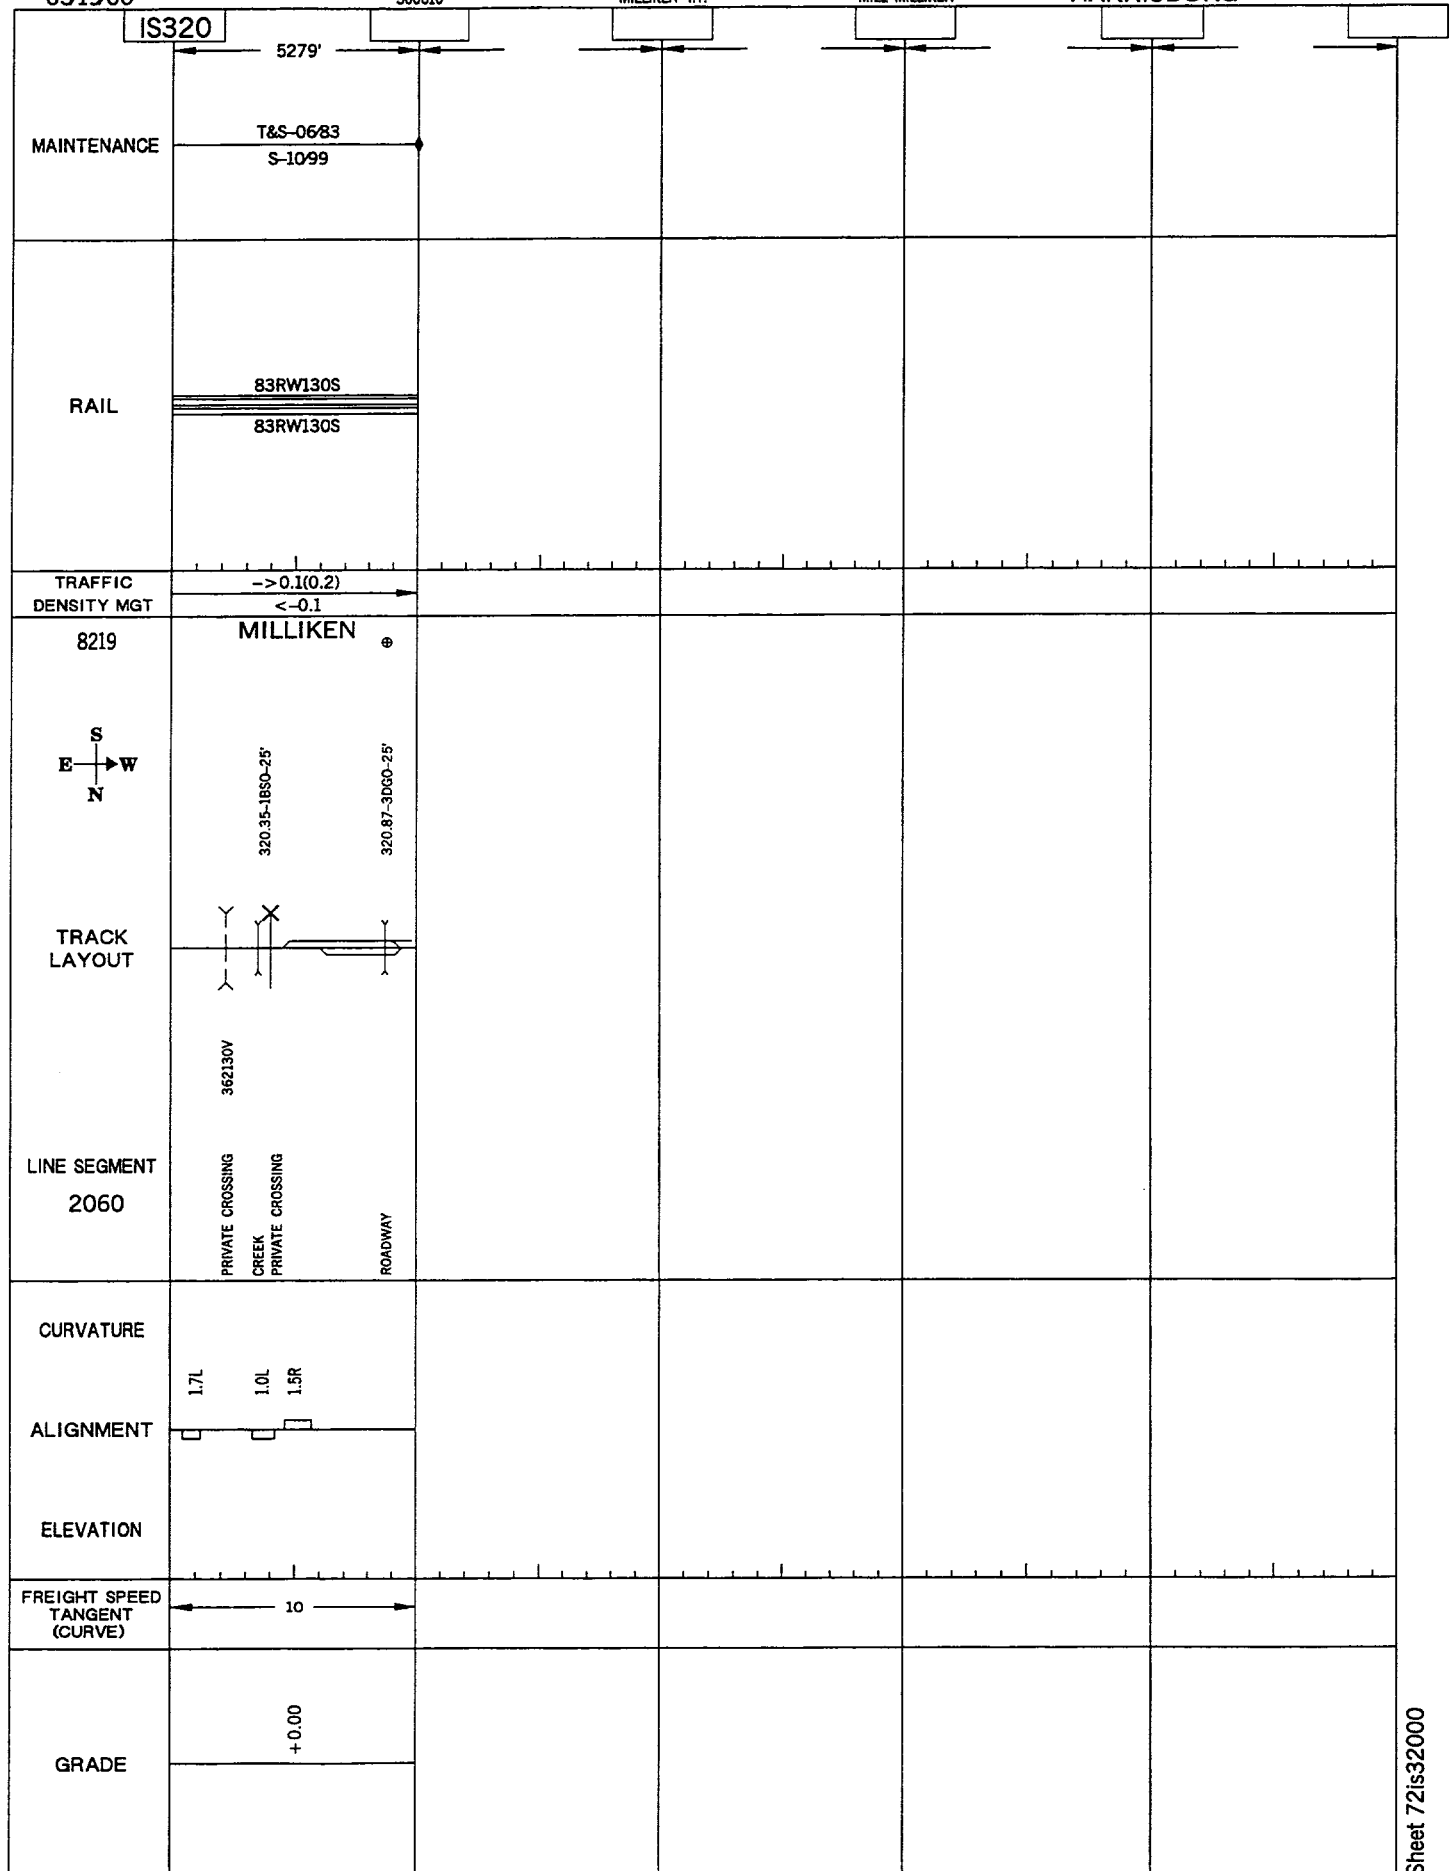 IS320
5279'
MAINTENANCE
T&S-06/83
S-10/99
RAIL
83RW130S
83RW130S
TRAFFIC
DENSITY MGT
->0.1(0.2)
<-0.1
8219
MILLIKEN
S
E W
N
320.35-1BSO-25'
320.87-3DGO-25'
TRACK
LAYOUT
362130V
LINE SEGMENT
2060
PRIVATE CROSSING
CREEK
PRIVATE CROSSING
ROADWAY
CURVATURE
1.7L
1.0L
1.5R
ALIGNMENT
ELEVATION
FREIGHT SPEED
TANGENT
(CURVE)
10
GRADE
+0.00
Sheet 72is32000